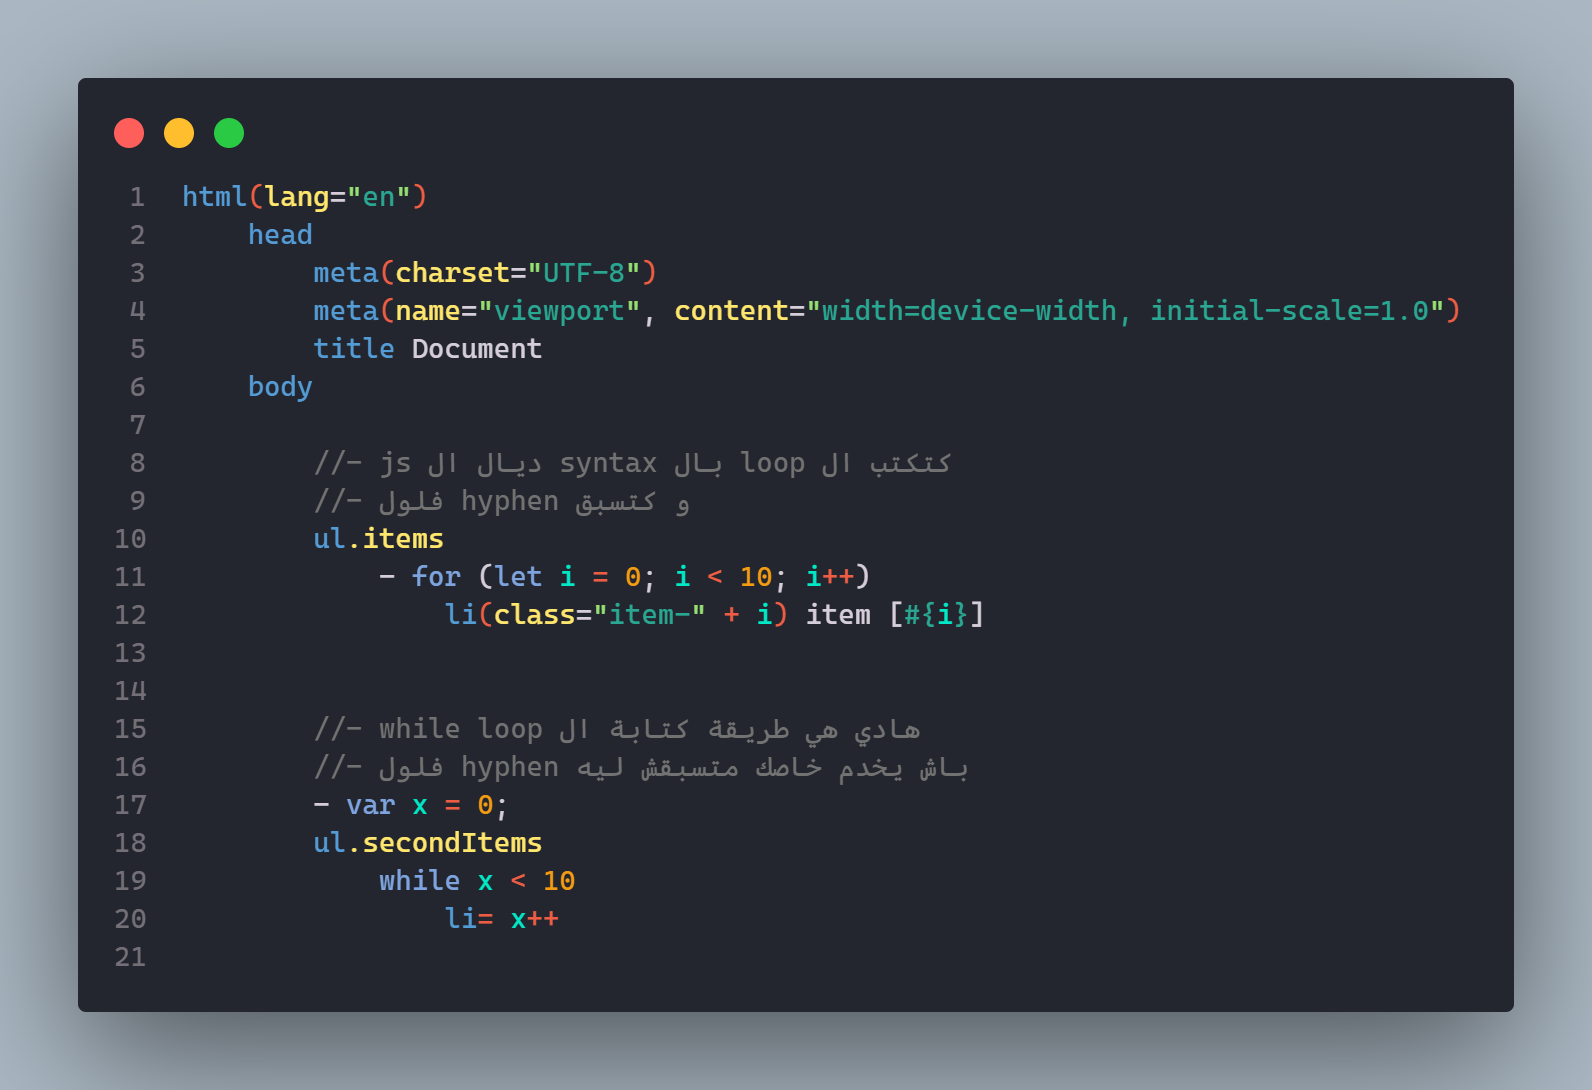 1 html(lang="en")
2     head
3         meta(charset="UTF-8")
4         meta(name="viewport", content="width=device-width, initial-scale=1.0")
5         title Document
6     body
7
8         //- كتكتب ال loop بال syntax ديال ال js
9         //- و كتسبق hyphen فلول
10         ul.items
11             - for (let i = 0; i < 10; i++)
12                 li(class="item-" + i) item [#{i}]
13
14
15         //- هادي هي طريقة كتابة ال while loop
16         //- باش يخدم خاصك متسبقش ليه hyphen فلول
17         - var x = 0;
18         ul.secondItems
19             while x < 10
20                 li= x++
21